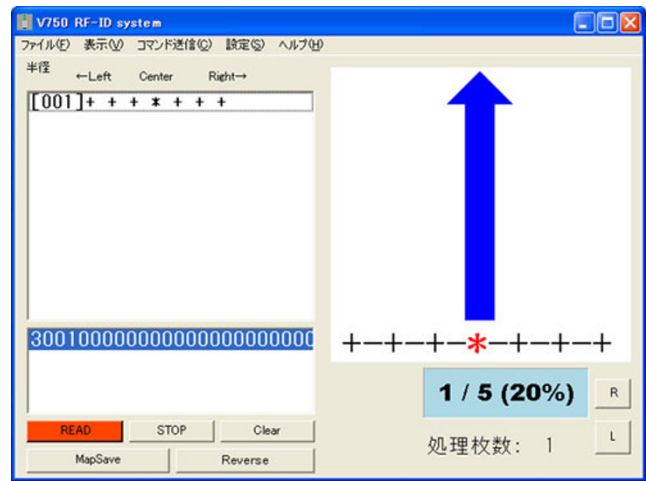 V750 RF-ID system
ファイル(F) 表示(V) コマンド送信(C) 設定(S) ヘルプ(H)
半径 ←Left Center Right→
[001]+ + + * + + +
3001000000000000000000000
+-+-+-*-+-+-+
1 / 5 (20%)
R
READ STOP Clear
処理枚数: 1
L
MapSave Reverse